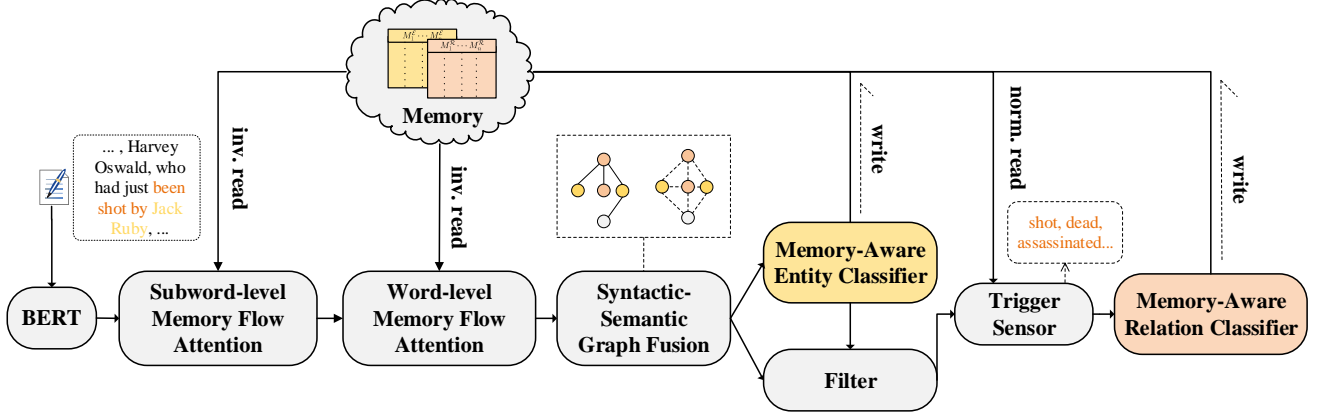 M₁ᴱ ⋯ Mₑᴱ
M₁ᴿ ⋯ Mₙᴿ
Memory
inv. read
inv. read
write
norm. read
write
... , Harvey
Oswald, who
had just been
shot by Jack
Ruby, ...
shot, dead,
assassinated...
BERT
Subword-level
Memory Flow
Attention
Word-level
Memory Flow
Attention
Syntactic-
Semantic
Graph Fusion
Memory-Aware
Entity Classifier
Filter
Trigger
Sensor
Memory-Aware
Relation Classifier